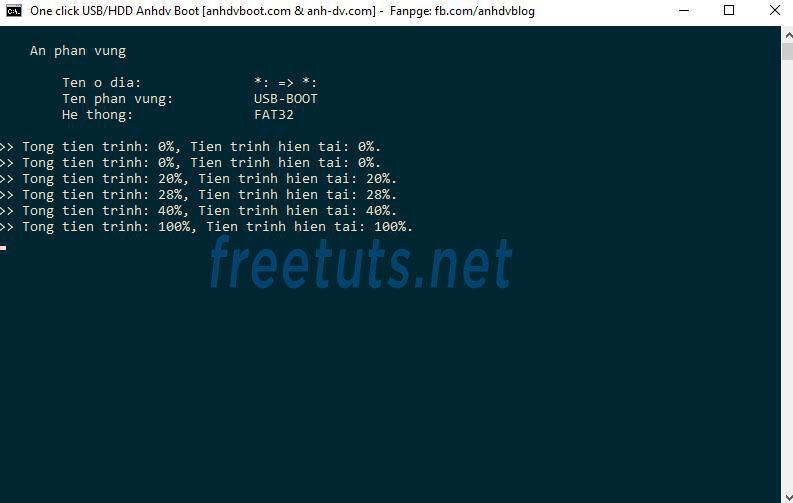 One click USB/HDD Anhdv Boot [anhdvboot.com & anh-dv.com] - Fanpge: fb.com/anhdvblog
An phan vung
Ten o dia: *: => *:
Ten phan vung: USB-BOOT
He thong: FAT32
>> Tong tien trinh: 0%, Tien trinh hien tai: 0%.
>> Tong tien trinh: 0%, Tien trinh hien tai: 0%.
>> Tong tien trinh: 20%, Tien trinh hien tai: 20%.
>> Tong tien trinh: 28%, Tien trinh hien tai: 28%.
>> Tong tien trinh: 40%, Tien trinh hien tai: 40%.
>> Tong tien trinh: 100%, Tien trinh hien tai: 100%.
freetuts.net